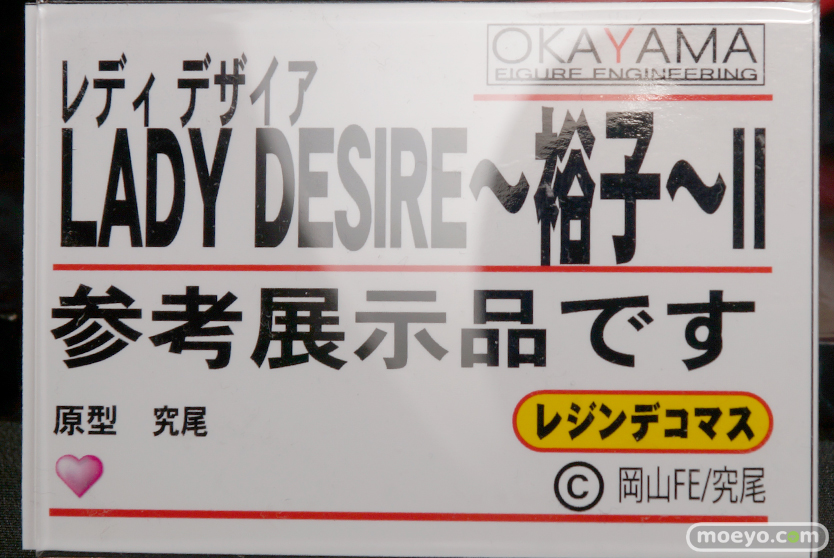 OKAYAMA
FIGURE ENGINEERING
レディ デザイア
LADY DESIRE～裕子～II
参考展示品です
原型 究尾
レジンデコマス
©岡山FE/究尾
moeyo.com